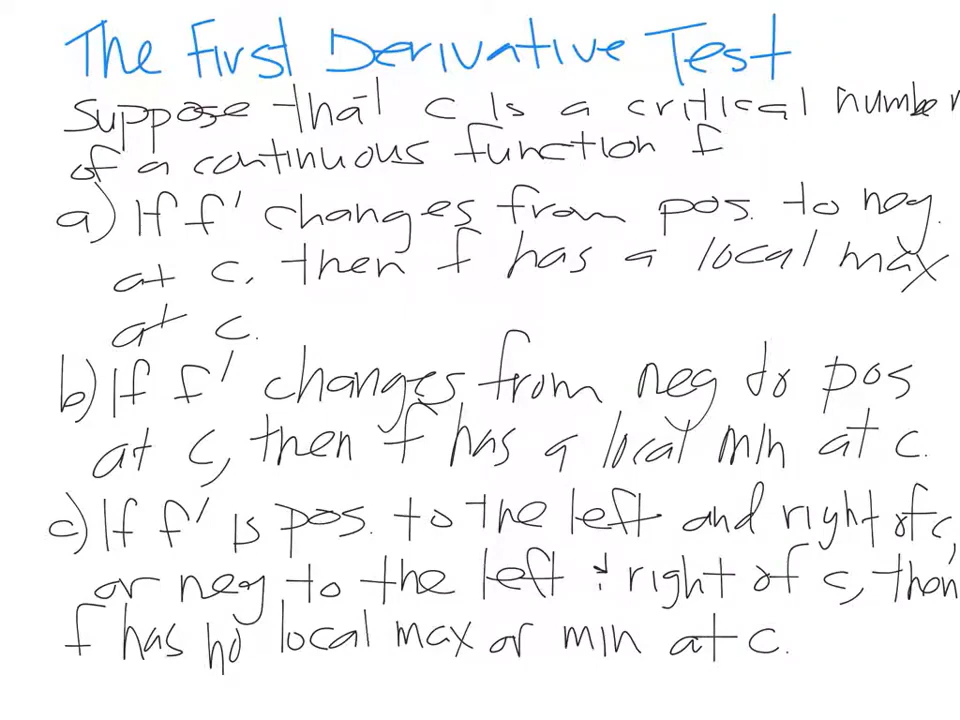 The First Derivative Test
Suppose that c is a critical number
of a continuous function f
a) If f' changes from pos. to neg.
at c, then f has a local max
at c.
b) If f' changes from neg to pos
at c, then f has a local min at c.
c) If f' is pos. to the left and right of c,
or neg to the left & right of c, then
f has no local max or min at c.